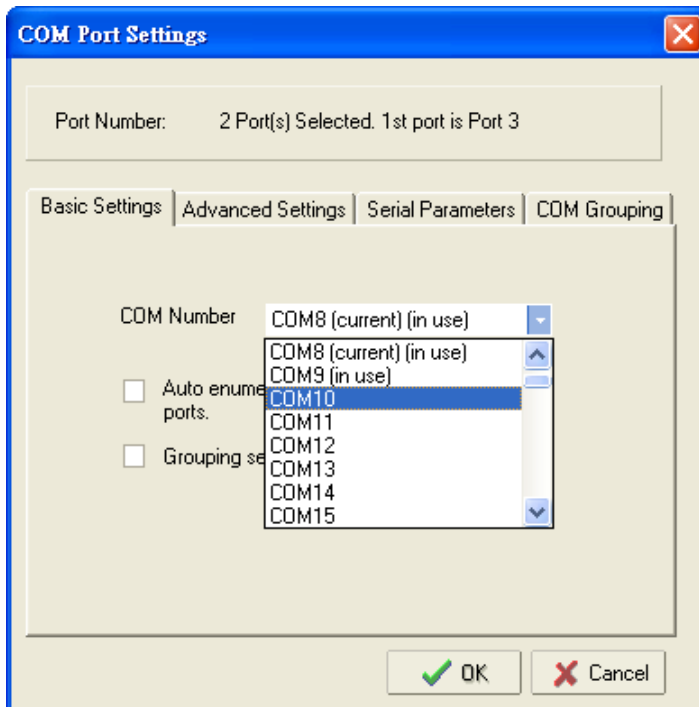 COM Port Settings
Port Number: 2 Port(s) Selected. 1st port is Port 3
Basic Settings Advanced Settings Serial Parameters COM Grouping
COM Number COM8 (current) (in use)
COM8 (current) (in use)
COM9 (in use)
Auto enume
COM10
ports.
COM11
COM12
Grouping se
COM13
COM14
COM15
OK Cancel